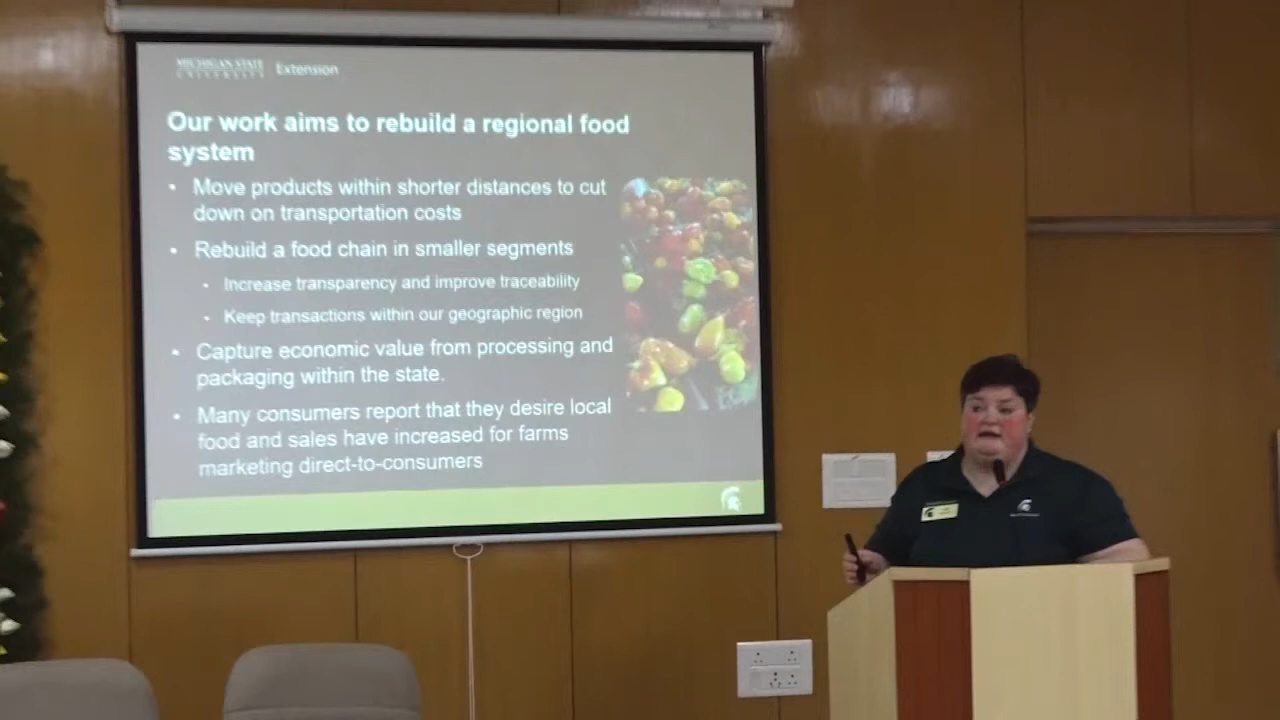 MICHIGAN STATE
UNIVERSITY
Extension
Our work aims to rebuild a regional food
system
• Move products within shorter distances to cut
down on transportation costs
• Rebuild a food chain in smaller segments
• Increase transparency and improve traceability
• Keep transactions within our geographic region
• Capture economic value from processing and
packaging within the state.
• Many consumers report that they desire local
food and sales have increased for farms
marketing direct-to-consumers